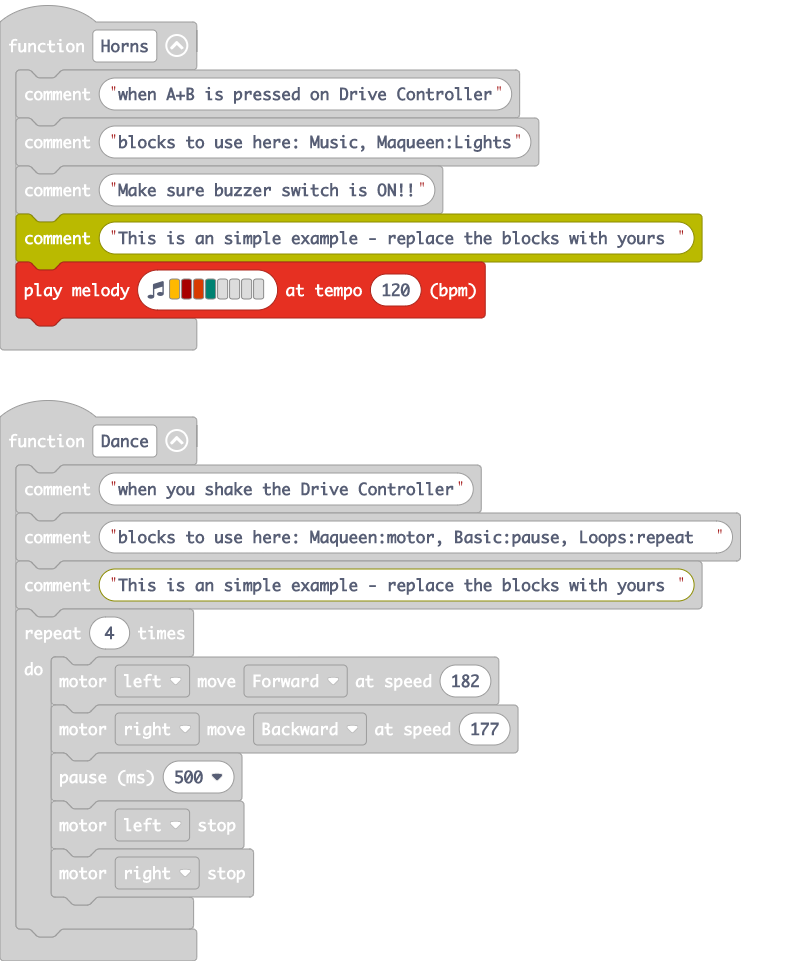 function Horns
comment "when A+B is pressed on Drive Controller"
comment "blocks to use here: Music, Maqueen:Lights"
comment "Make sure buzzer switch is ON!!"
comment "This is an simple example - replace the blocks with yours "
play melody at tempo 120 (bpm)
function Dance
comment "when you shake the Drive Controller"
comment "blocks to use here: Maqueen:motor, Basic:pause, Loops:repeat "
comment "This is an simple example - replace the blocks with yours "
repeat 4 times
do
motor left move Forward at speed 182
motor right move Backward at speed 177
pause (ms) 500
motor left stop
motor right stop